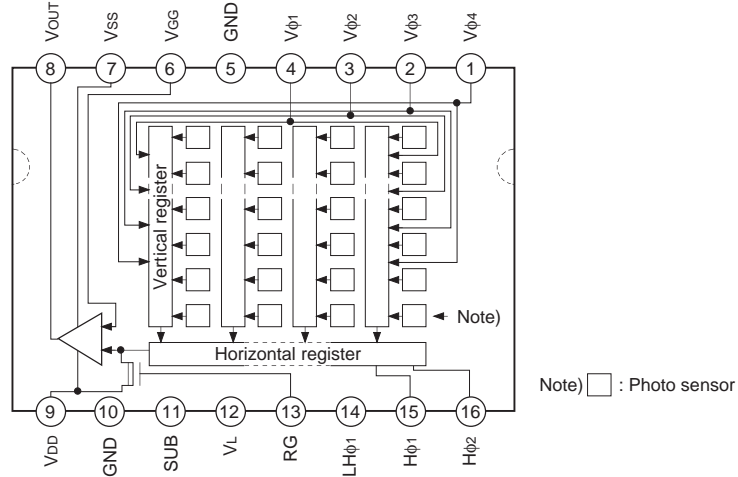 VOUT
VSS
VGG
GND
Vφ1
Vφ2
Vφ3
Vφ4
8
7
6
5
4
3
2
1
Vertical register
Note)
Horizontal register
Note) : Photo sensor
9
10
11
12
13
14
15
16
VDD
GND
SUB
VL
RG
LHφ1
Hφ1
Hφ2